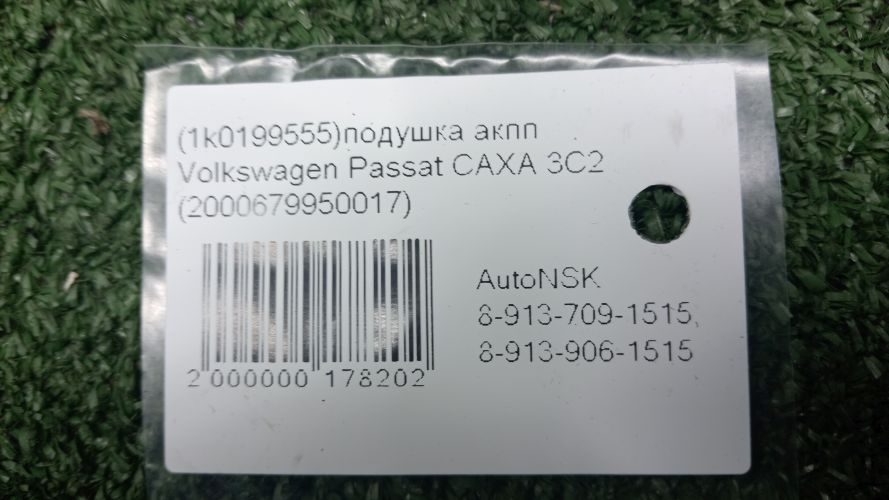 (1k0199555)подушка акпп
Volkswagen Passat CAXA 3C2
(2000679950017)
AutoNSK
8-913-709-1515,
8-913-906-1515
2 000000 178202